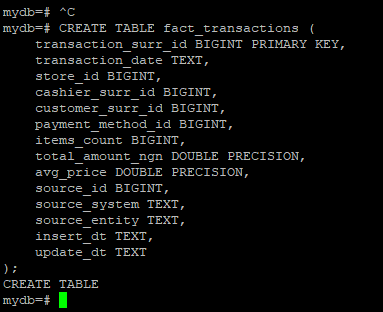 mydb=# ^C
mydb=# CREATE TABLE fact_transactions (
    transaction_surr_id BIGINT PRIMARY KEY,
    transaction_date TEXT,
    store_id BIGINT,
    cashier_surr_id BIGINT,
    customer_surr_id BIGINT,
    payment_method_id BIGINT,
    items_count BIGINT,
    total_amount_ngn DOUBLE PRECISION,
    avg_price DOUBLE PRECISION,
    source_id BIGINT,
    source_system TEXT,
    source_entity TEXT,
    insert_dt TEXT,
    update_dt TEXT
);
CREATE TABLE
mydb=#